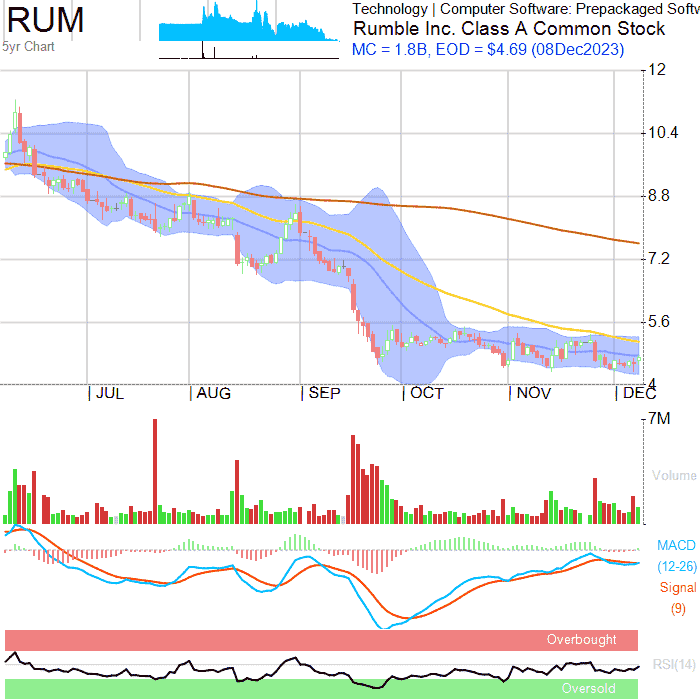 RUM
5yr Chart
Technology | Computer Software: Prepackaged Softw
Rumble Inc. Class A Common Stock
MC = 1.8B, EOD = $4.69 (08Dec2023)
12
10.4
8.8
7.2
5.6
4
JUL AUG SEP OCT NOV DEC
7M
Volume
MACD
(12-26)
Signal
(9)
Overbought
RSI(14)
Oversold